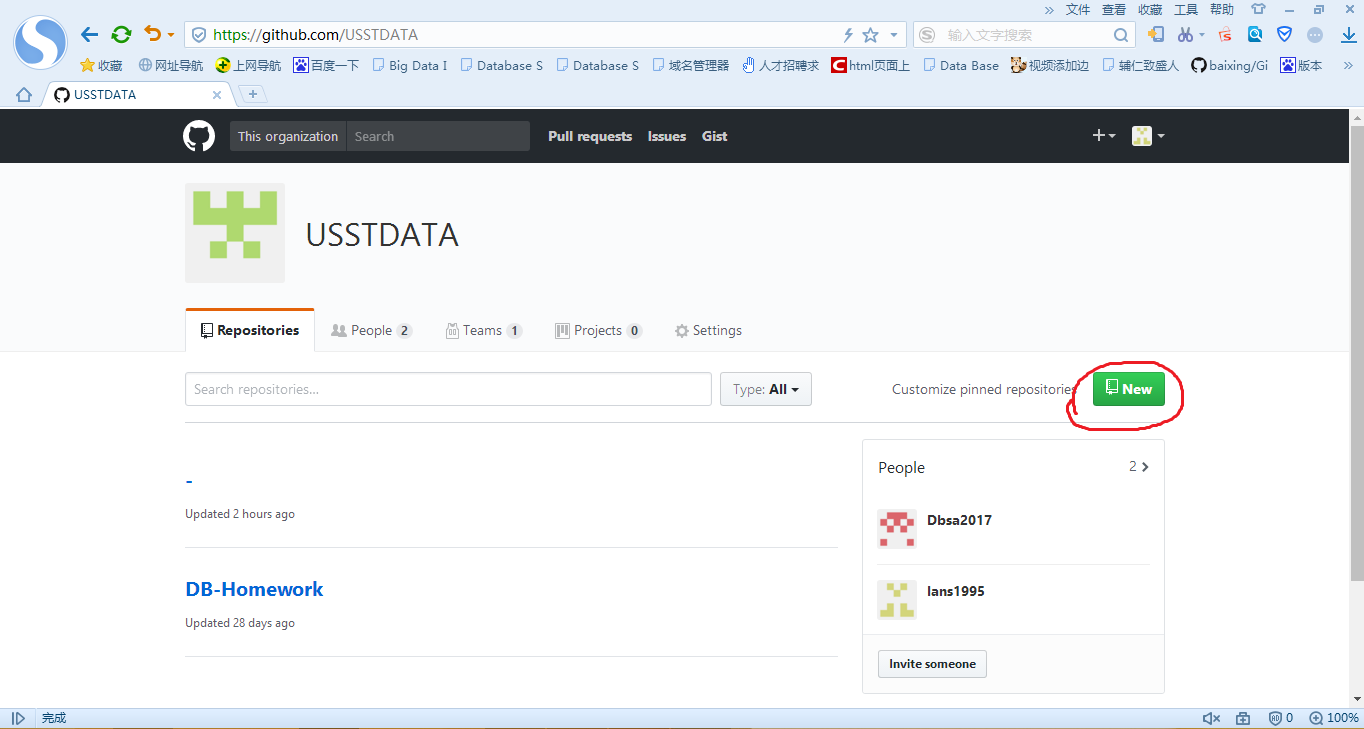 » 文件 查看 收藏 工具 帮助
https://github.com/USSTDATA
输入文字搜索
收藏 网址导航 上网导航 百度一下 Big Data I Database S Database S 域名管理器 人才招聘求 html页面上 Data Base 视频添加边 辅仁致盛人 baixing/Gi 版本 »
USSTDATA
This organization Search Pull requests Issues Gist
USSTDATA
Repositories People 2 Teams 1 Projects 0 Settings
Search repositories... Type: All Customize pinned repositories New
People 2
-
Updated 2 hours ago
Dbsa2017
DB-Homework
Ians1995
Updated 28 days ago
Invite someone
完成 0 100%